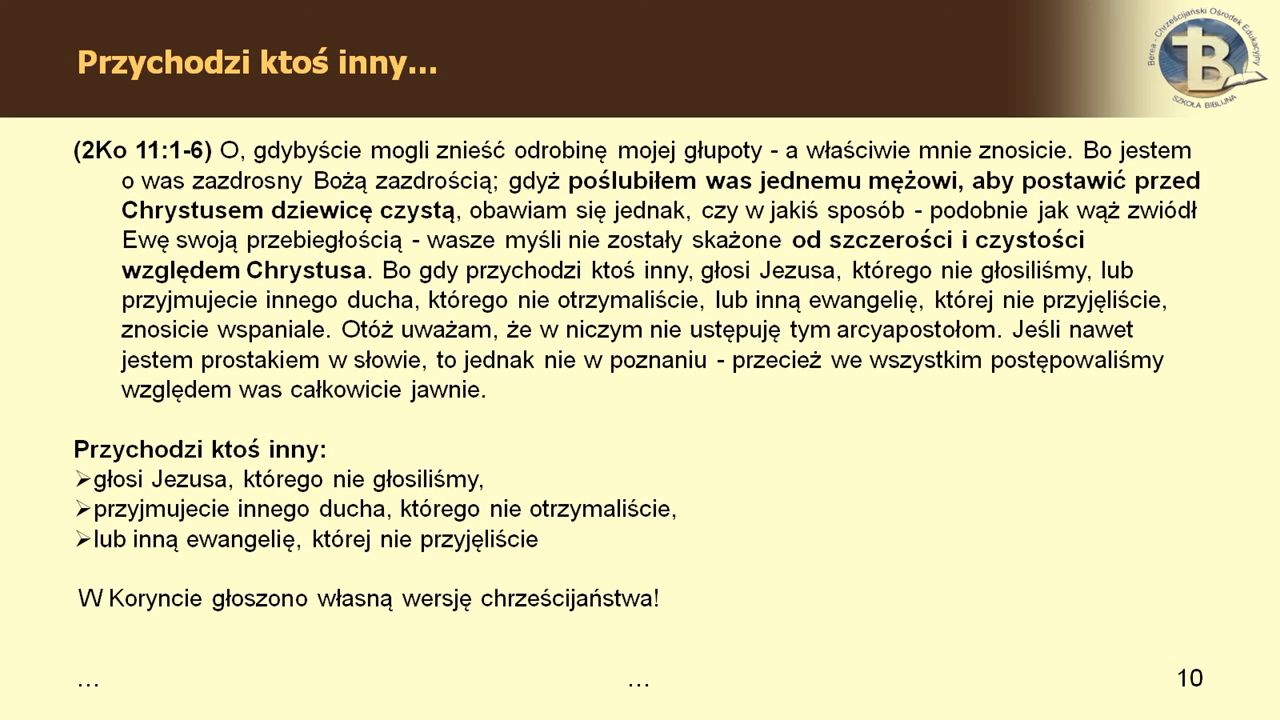 Przychodzi ktoś inny...
Berea - Chrześcijański Ośrodek Edukacyjny
B
SZKOŁA BIBLIJNA
(2Ko 11:1-6) O, gdybyście mogli znieść odrobinę mojej głupoty - a właściwie mnie znosicie. Bo jestem
o was zazdrosny Bożą zazdrością; gdyż poślubiłem was jednemu mężowi, aby postawić przed
Chrystusem dziewicę czystą, obawiam się jednak, czy w jakiś sposób - podobnie jak wąż zwiódł
Ewę swoją przebiegłością - wasze myśli nie zostały skażone od szczerości i czystości
względem Chrystusa. Bo gdy przychodzi ktoś inny, głosi Jezusa, którego nie głosiliśmy, lub
przyjmujecie innego ducha, którego nie otrzymaliście, lub inną ewangelię, której nie przyjęliście,
znosicie wspaniale. Otóż uważam, że w niczym nie ustępuję tym arcyapostołom. Jeśli nawet
jestem prostakiem w słowie, to jednak nie w poznaniu - przecież we wszystkim postępowaliśmy
względem was całkowicie jawnie.
Przychodzi ktoś inny:
➢głosi Jezusa, którego nie głosiliśmy,
➢przyjmujecie innego ducha, którego nie otrzymaliście,
➢lub inną ewangelię, której nie przyjęliście
W Koryncie głoszono własną wersję chrześcijaństwa!
... ... 10